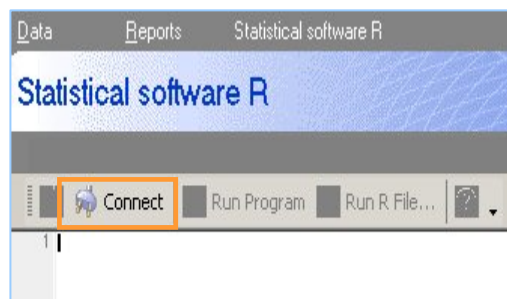 Data Reports Statistical software R
Statistical software R
Connect Run Program Run R File... ?
1